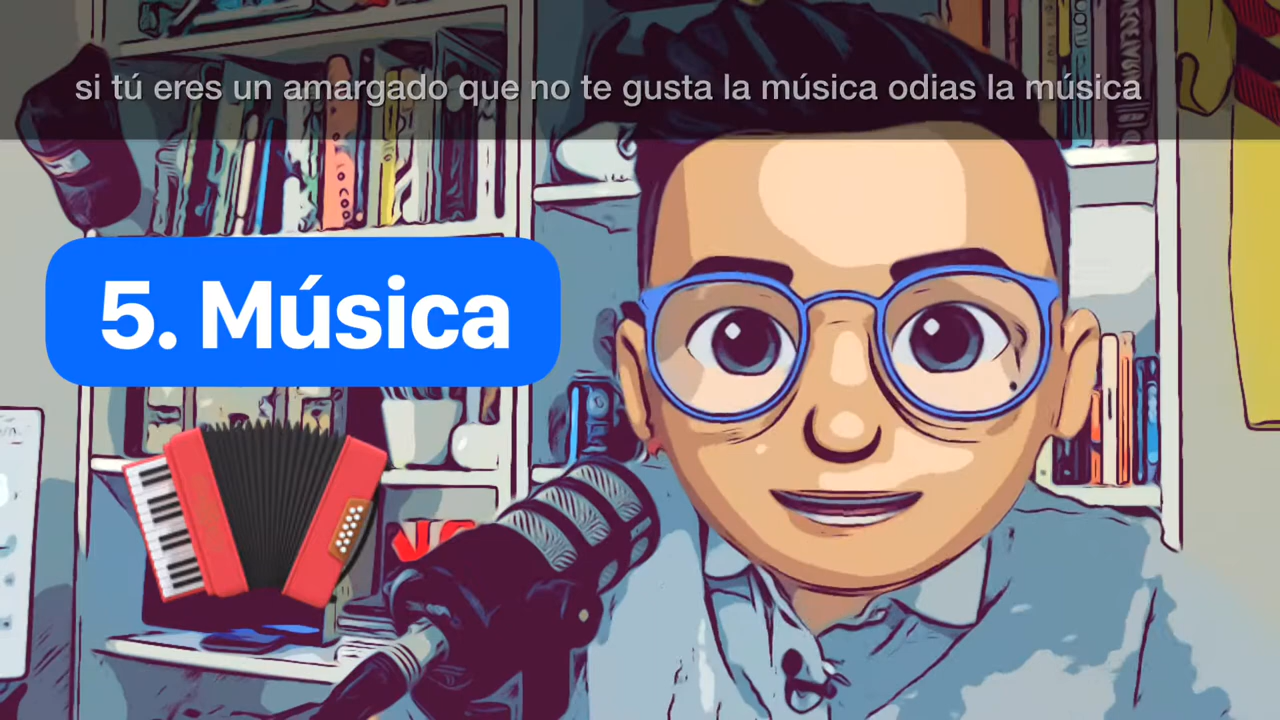 si tú eres un amargado que no te gusta la música odias la música
5. Música